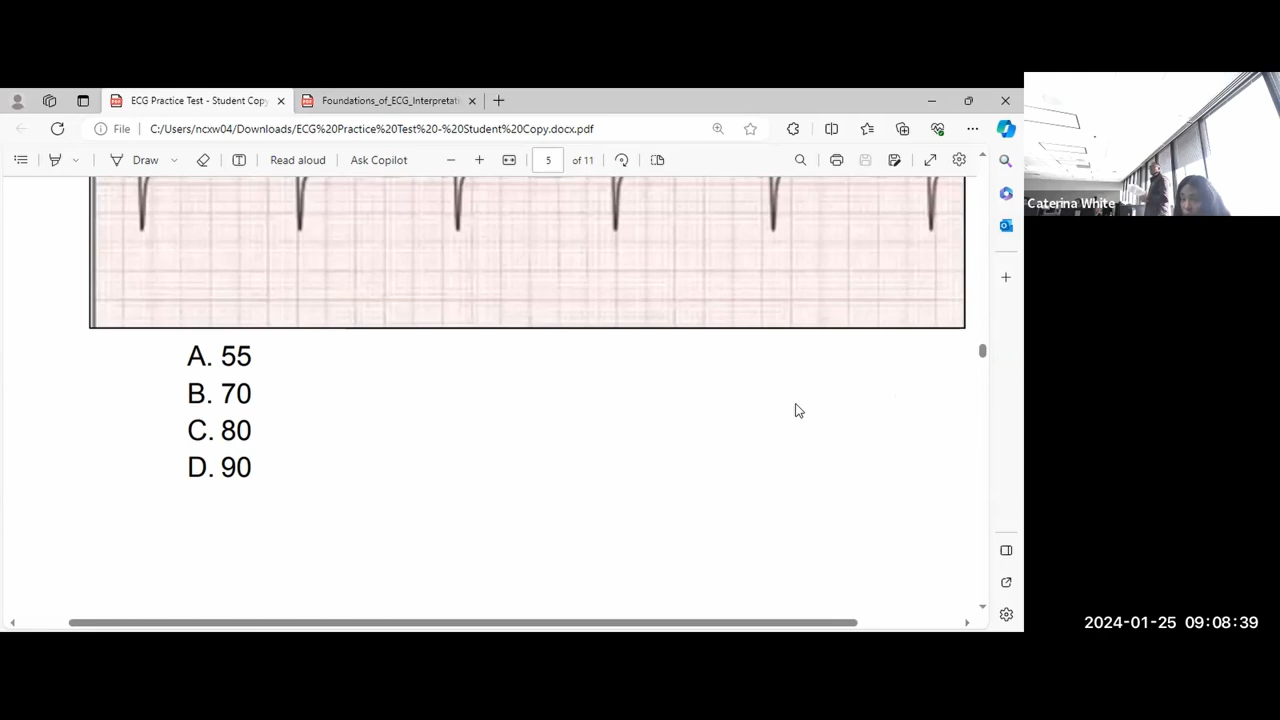 ECG Practice Test - Student Copy
Foundations_of_ECG_Interpretati
File
C:/Users/ncxw04/Downloads/ECG%20Practice%20Test%20-%20Student%20Copy.docx.pdf
Draw
Read aloud
Ask Copilot
5
of 11
Caterina White
A. 55
B. 70
C. 80
D. 90
2024-01-25 09:08:39